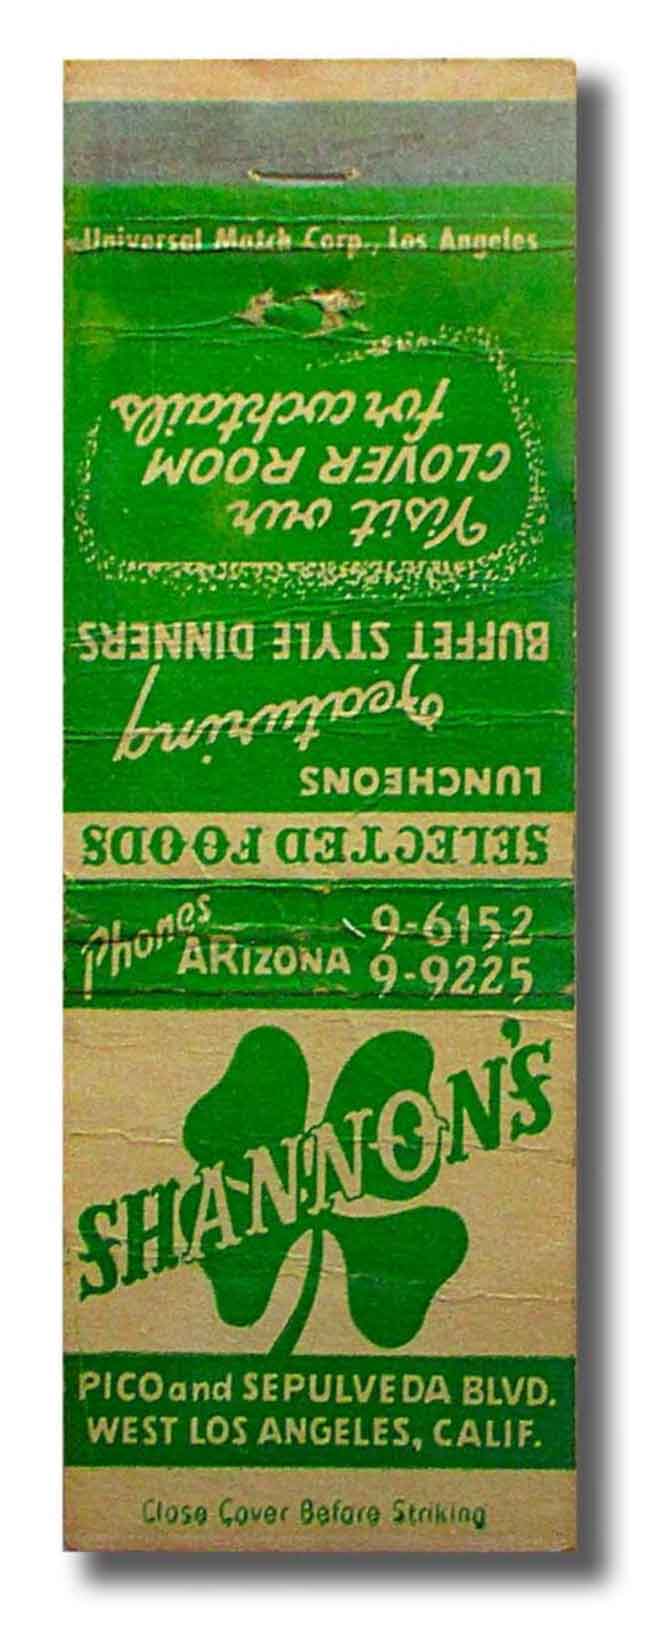 Universal Match Corp., Los Angeles
SELECTED FOODS
LUNCHEONS
Featuring
BUFFET STYLE DINNERS
Visit our
CLOVER ROOM
for cocktails
Phones
ARIZONA
9-6152
9-9225
SHANNON'S
PICO and SEPULVEDA BLVD.
WEST LOS ANGELES, CALIF.
Close Cover Before Striking